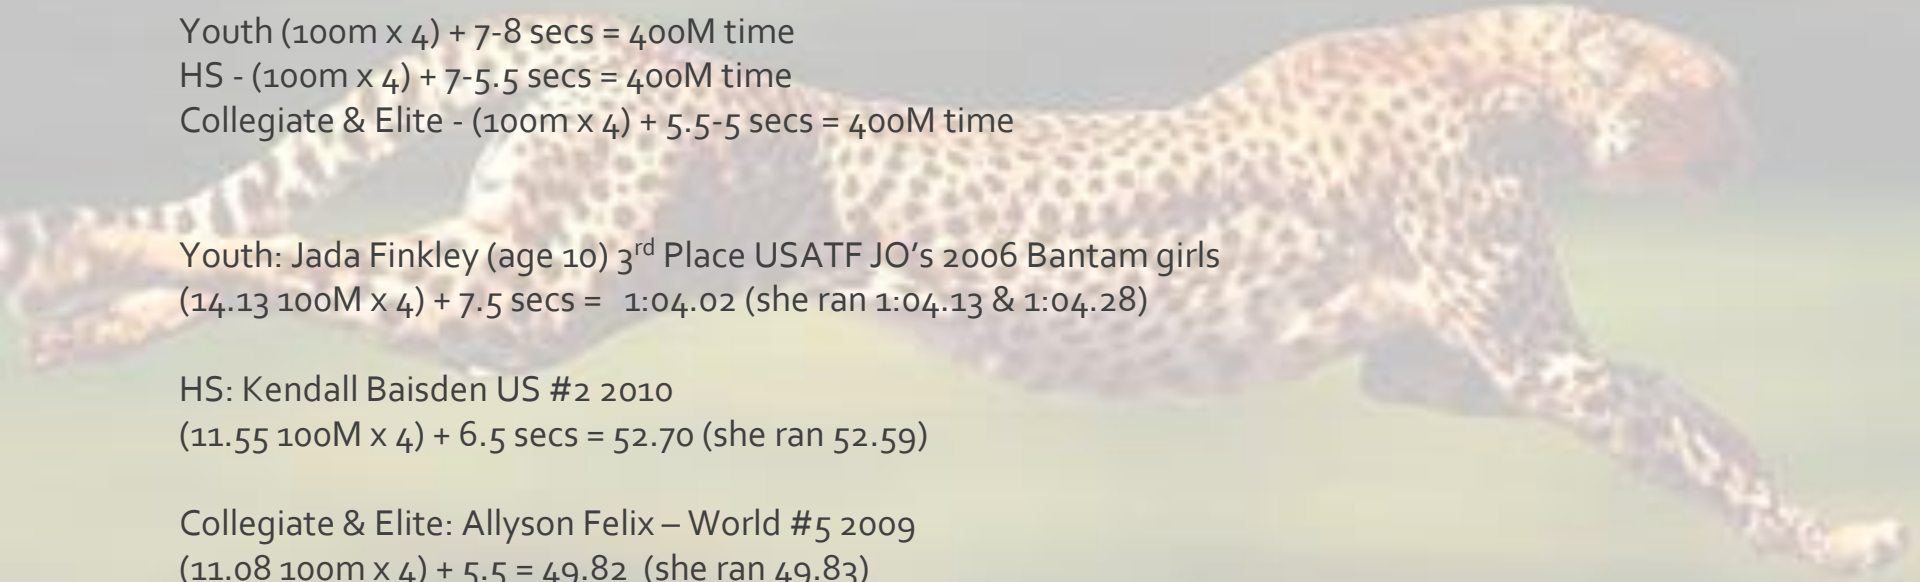 Youth (100m x 4) + 7-8 secs = 400M time
HS - (100m x 4) + 7-5.5 secs = 400M time
Collegiate & Elite - (100m x 4) + 5.5-5 secs = 400M time
Youth: Jada Finkley (age 10) 3rd Place USATF JO’s 2006 Bantam girls
(14.13 100M x 4) + 7.5 secs = 1:04.02 (she ran 1:04.13 & 1:04.28)
HS: Kendall Baisden US #2 2010
(11.55 100M x 4) + 6.5 secs = 52.70 (she ran 52.59)
Collegiate & Elite: Allyson Felix – World #5 2009
(11.08 100m x 4) + 5.5 = 49.82 (she ran 49.83)